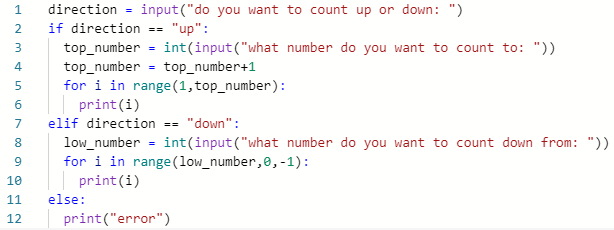 1 direction = input("do you want to count up or down: ")
2 if direction == "up":
3   top_number = int(input("what number do you want to count to: "))
4   top_number = top_number+1
5   for i in range(1,top_number):
6     print(i)
7 elif direction == "down":
8   low_number = int(input("what number do you want to count down from: "))
9   for i in range(low_number,0,-1):
10     print(i)
11 else:
12   print("error")